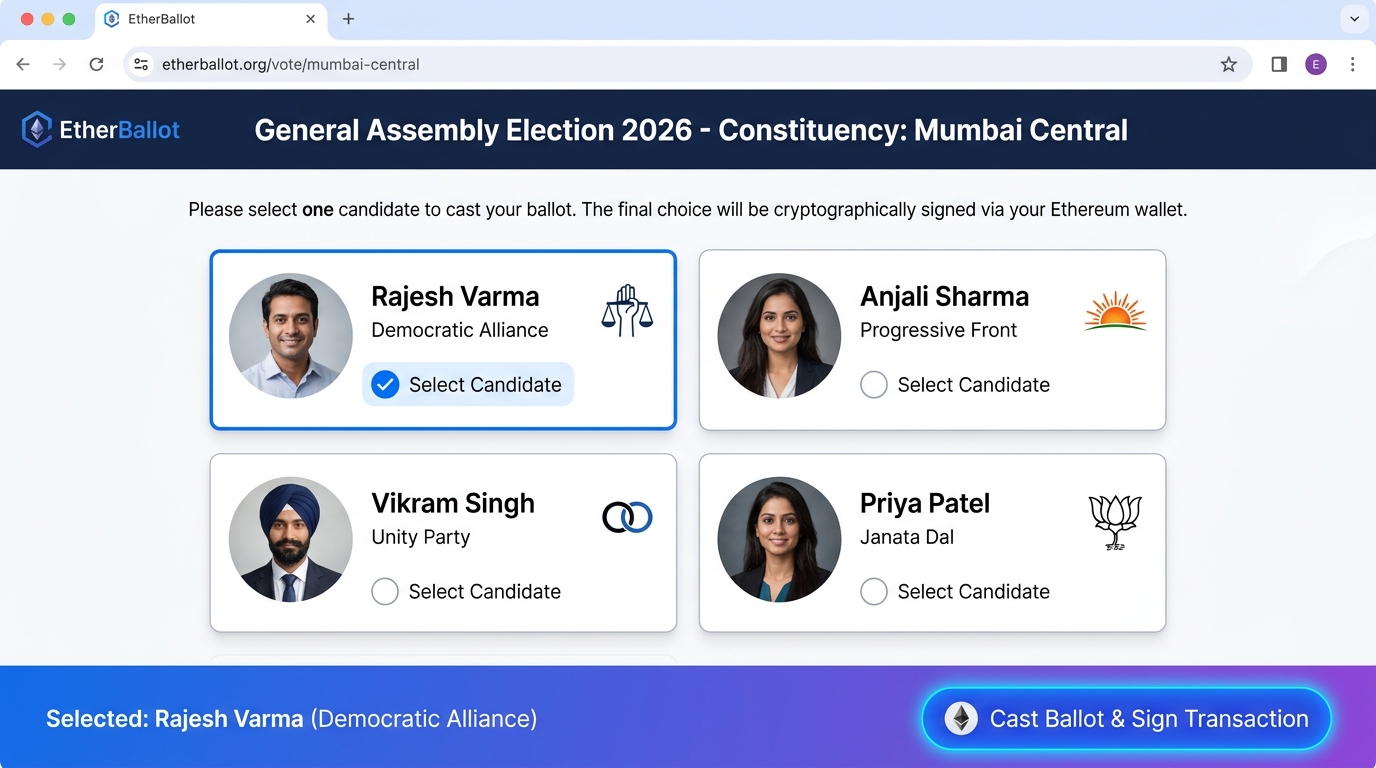 EtherBallot
etherballot.org/vote/mumbai-central
E
EtherBallot
General Assembly Election 2026 - Constituency: Mumbai Central
Please select one candidate to cast your ballot. The final choice will be cryptographically signed via your Ethereum wallet.
Rajesh Varma
Democratic Alliance
Select Candidate
Anjali Sharma
Progressive Front
Select Candidate
Vikram Singh
Unity Party
Select Candidate
Priya Patel
Janata Dal
Select Candidate
Selected: Rajesh Varma (Democratic Alliance)
Cast Ballot & Sign Transaction